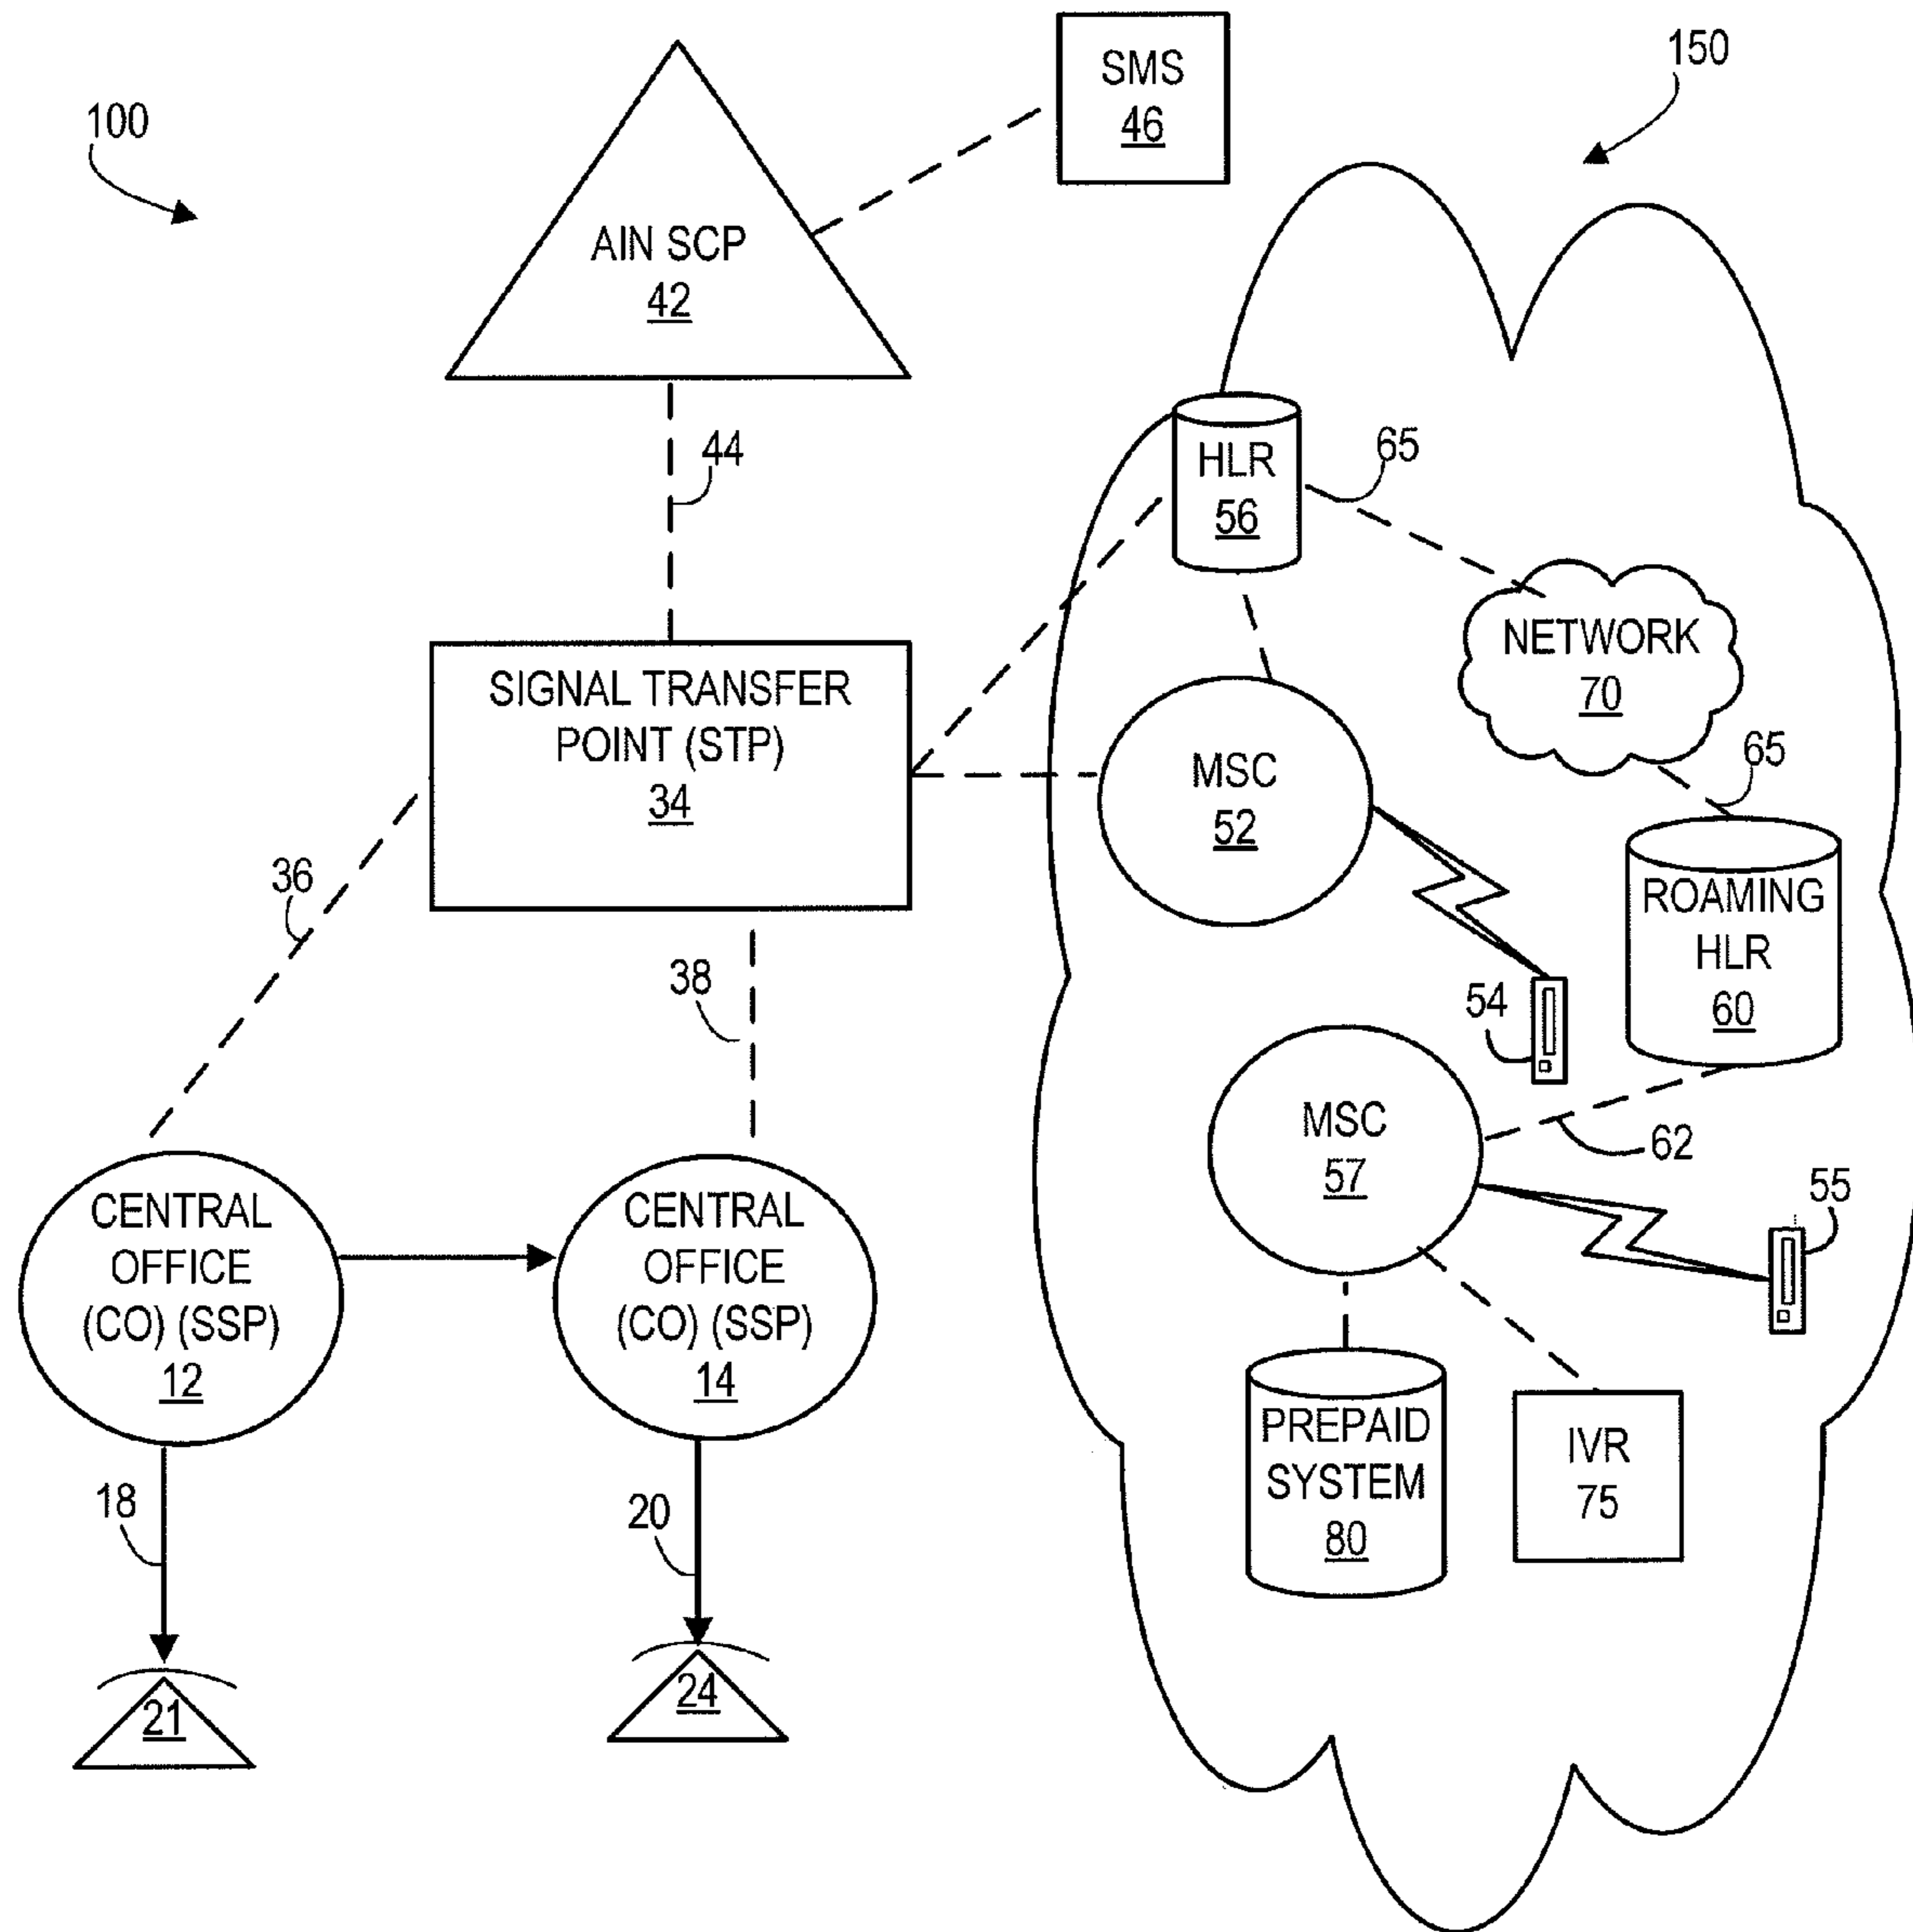 100
AIN SCP
42
SMS
46
150
44
HLR
56
65
NETWORK
70
65
SIGNAL TRANSFER
POINT (STP)
34
MSC
52
ROAMING
HLR
60
36
38
54
MSC
57
62
55
CENTRAL
OFFICE
(CO) (SSP)
12
CENTRAL
OFFICE
(CO) (SSP)
14
PREPAID
SYSTEM
80
IVR
75
18
20
21
24